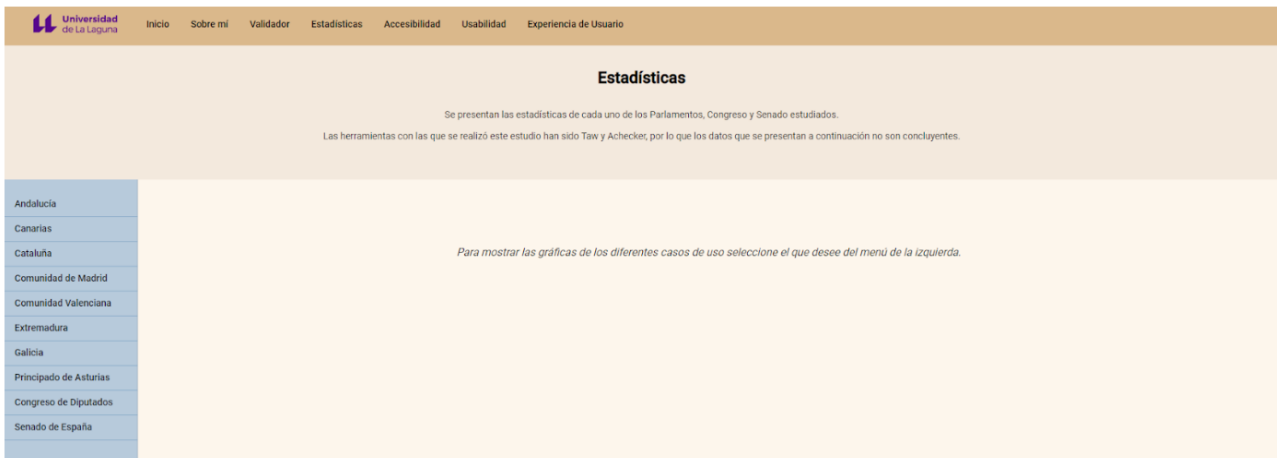 Universidad
de La Laguna
Inicio
Sobre mí
Validador
Estadísticas
Accesibilidad
Usabilidad
Experiencia de Usuario
Estadísticas
Se presentan las estadísticas de cada uno de los Parlamentos, Congreso y Senado estudiados.
Las herramientas con las que se realizó este estudio han sido Taw y Achecker, por lo que los datos que se presentan a continuación no son concluyentes.
Andalucía
Canarias
Cataluña
Comunidad de Madrid
Comunidad Valenciana
Extremadura
Galicia
Principado de Asturias
Congreso de Diputados
Senado de España
Para mostrar las gráficas de los diferentes casos de uso seleccione el que desee del menú de la izquierda.